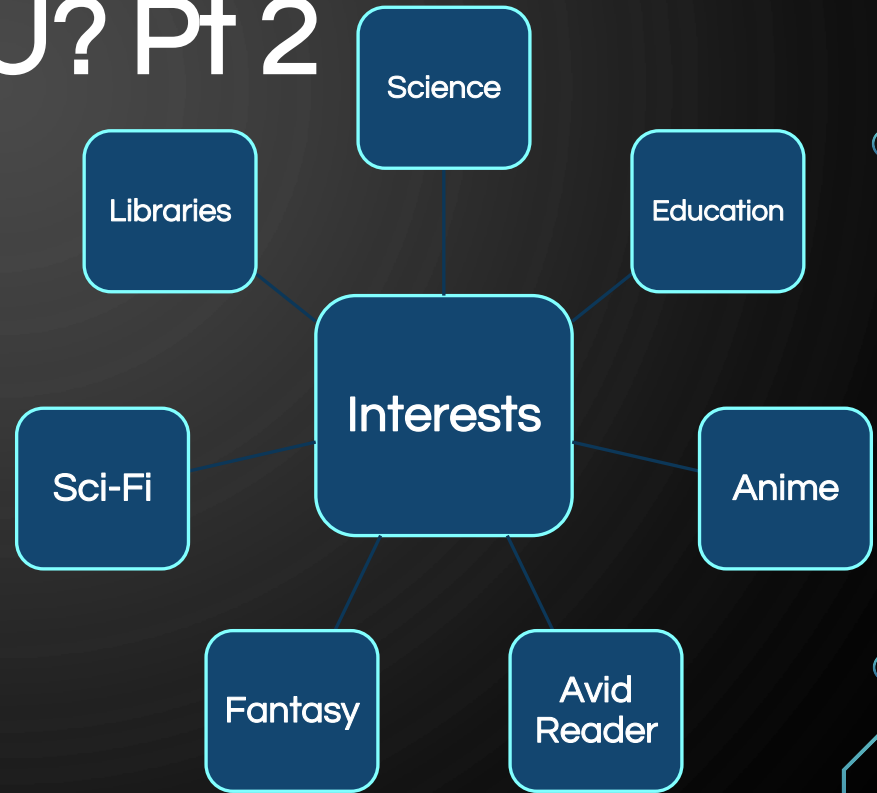 U? Pt 2
Science
Libraries
Education
Interests
Sci-Fi
Anime
Fantasy
Avid
Reader